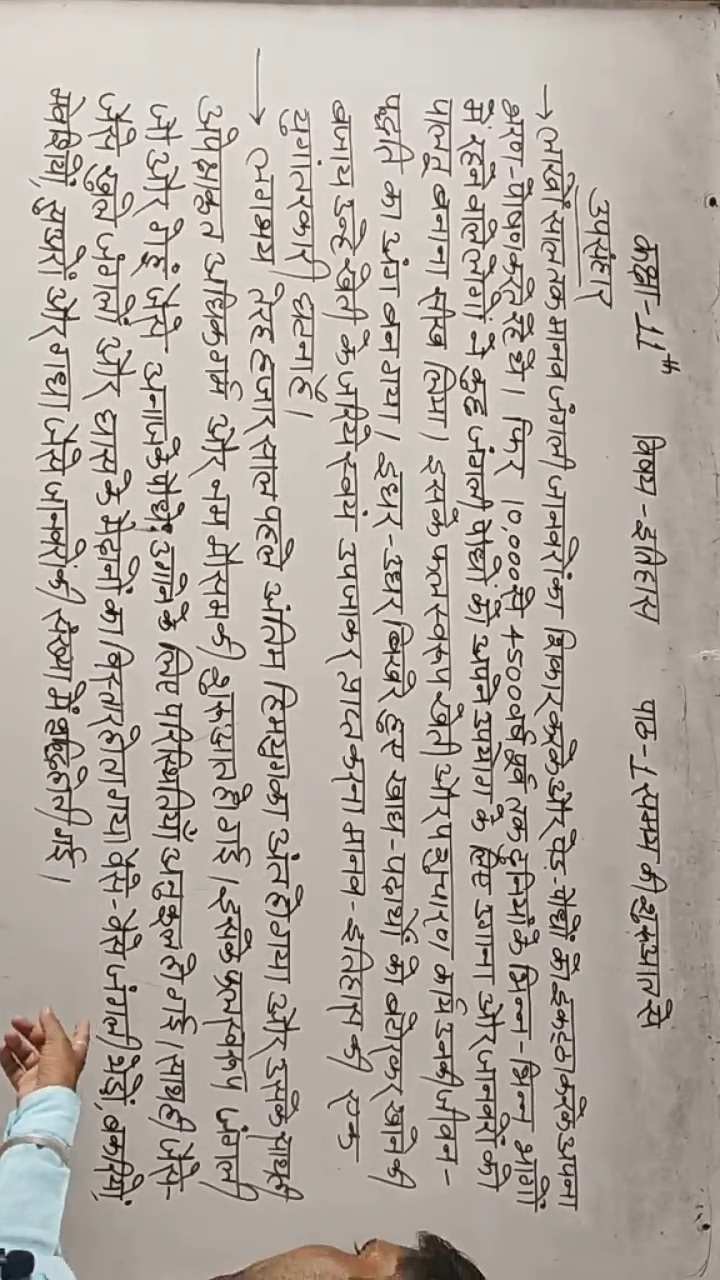 कक्षा-11th विषय-इतिहास पाठ-1 समय की शुरुआत से
उपसंहार
→ लाखों साल तक मानव जंगली जानवरों का शिकार करके और पेड़-पौधों को इकट्ठा करके अपना
भरण-पोषण करते रहे थे। फिर 10,000 से 4500 वर्ष पूर्व तक दुनियाँ के भिन्न-भिन्न भागों
में रहने वाले लोगों ने कुछ जंगली पौधों को अपने उपयोग के लिए उगाना और जानवरों को
पालतू बनाना सीख लिया। इसके फलस्वरूप खेती और पशुचारण कार्य उनकी जीवन-
पद्धति का अंग बन गया। इधर-उधर बिखरे हुए खाद्य-पदार्थों को बटोकर खाने की
बजाय उन्हें खेती के जरिये स्वयं उपजाकर प्राप्त करना मानव-इतिहास की एक
युगांतरकारी घटना है।
→ लगभग तेरह हजार साल पहले अंतिम हिमयुग का अंत हो गया और उसके साथ ही
अपेक्षाकृत अधिक गर्म और नम मौसम की शुरुआत हो गई। इसके फलस्वरूप जंगली
जौ और गेहूँ जैसे अनाज के पौधे उगाने के लिए परिस्थितियाँ अनुकूल हो गई। साथ ही जैसे-
जैसे खुले जंगलों और घास के मैदानों का विस्तार होता गया वैसे-वैसे जंगली भेड़ों, बकरियों,
मवेशियों, सुअरों और गधा जैसे जानवरों की संख्या में वृद्धि होती गई।